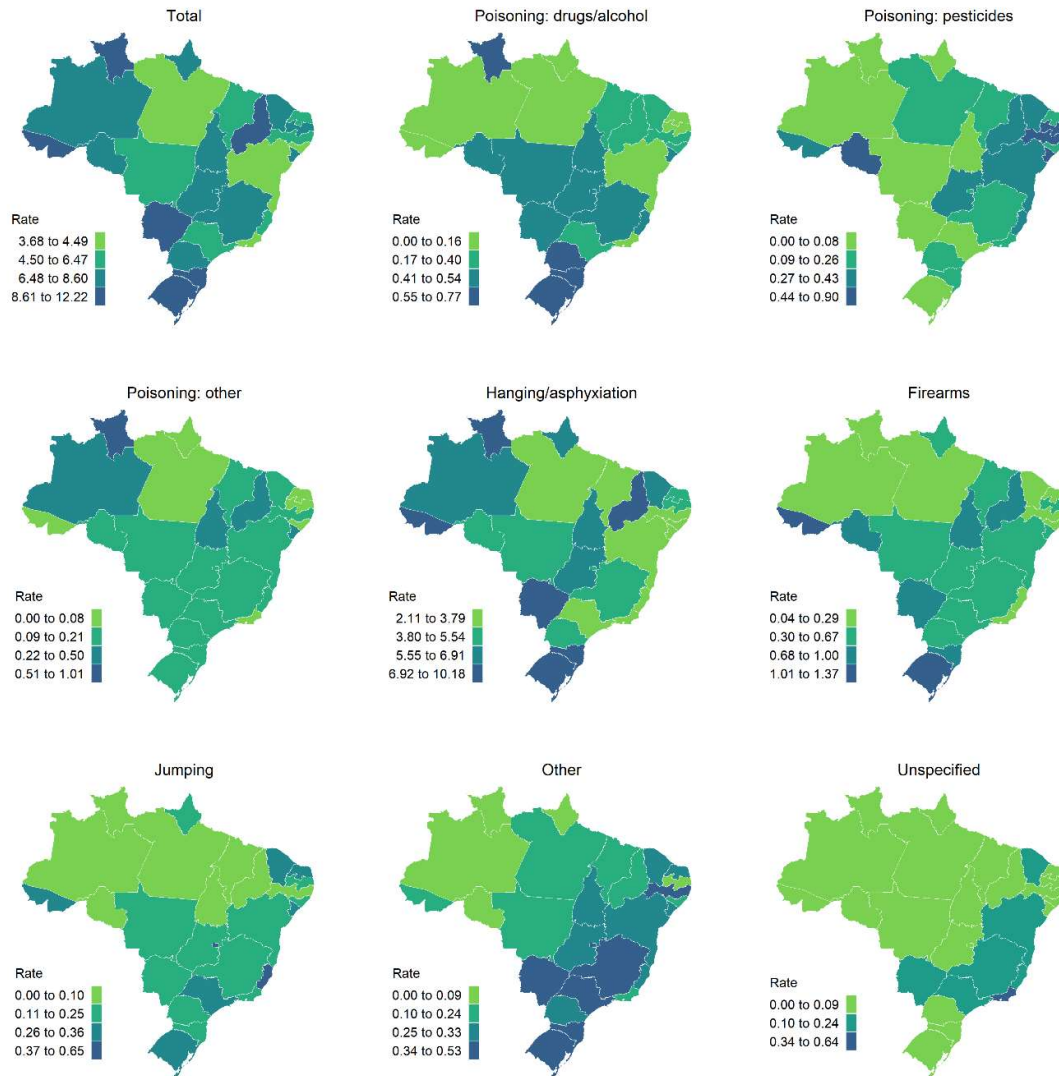 Total
Poisoning: drugs/alcohol
Poisoning: pesticides
Rate
3.68 to 4.49
4.50 to 6.47
6.48 to 8.60
8.61 to 12.22
Rate
0.00 to 0.16
0.17 to 0.40
0.41 to 0.54
0.55 to 0.77
Rate
0.00 to 0.08
0.09 to 0.26
0.27 to 0.43
0.44 to 0.90
Poisoning: other
Hanging/asphyxiation
Firearms
Rate
0.00 to 0.08
0.09 to 0.21
0.22 to 0.50
0.51 to 1.01
Rate
2.11 to 3.79
3.80 to 5.54
5.55 to 6.91
6.92 to 10.18
Rate
0.04 to 0.29
0.30 to 0.67
0.68 to 1.00
1.01 to 1.37
Jumping
Other
Unspecified
Rate
0.00 to 0.10
0.11 to 0.25
0.26 to 0.36
0.37 to 0.65
Rate
0.00 to 0.09
0.10 to 0.24
0.25 to 0.33
0.34 to 0.53
Rate
0.00 to 0.09
0.10 to 0.24
0.34 to 0.64